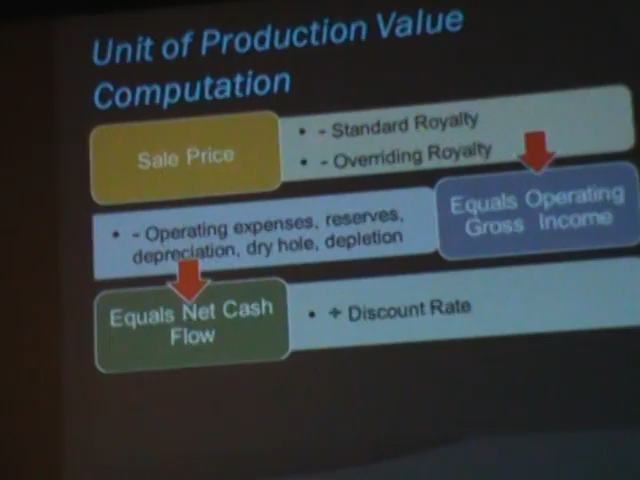 Unit of Production Value
Computation
Sale Price
• - Standard Royalty
• - Overriding Royalty
Equals Operating
Gross Income
• - Operating expenses, reserves,
depreciation, dry hole, depletion
Equals Net Cash
Flow
• ÷ Discount Rate